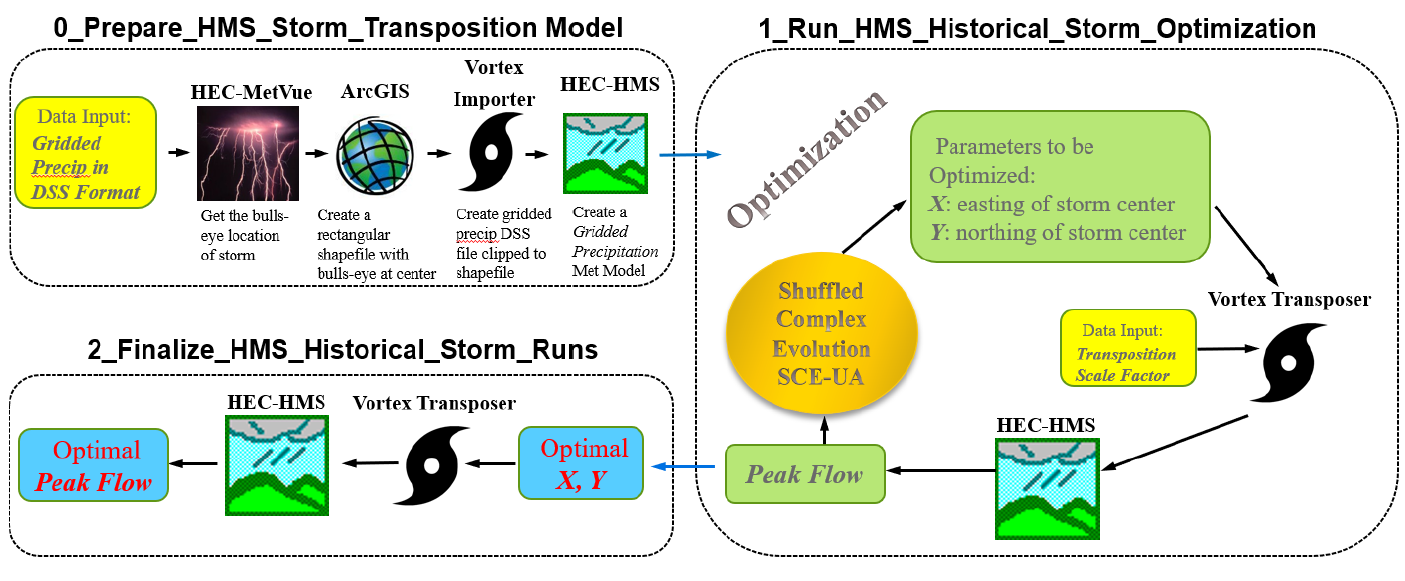 0_Prepare_HMS_Storm_Transposition Model
Data Input:
Gridded
Precip in
DSS Format
HEC-MetVue
Get the bulls-
eye location
of storm
ArcGIS
Create a
rectangular
shapefile with
bulls-eye at center
Vortex
Importer
Create gridded
precip DSS
file clipped to
shapefile
HEC-HMS
Create a
Gridded
Precipitation
Met Model
1_Run_HMS_Historical_Storm_Optimization
Optimization
Parameters to be
Optimized:
X: easting of storm center
Y: northing of storm center
Vortex Transposer
Data Input:
Transposition
Scale Factor
HEC-HMS
Peak Flow
Shuffled
Complex
Evolution
SCE-UA
2_Finalize_HMS_Historical_Storm_Runs
Optimal
X, Y
Vortex Transposer
HEC-HMS
Optimal
Peak Flow